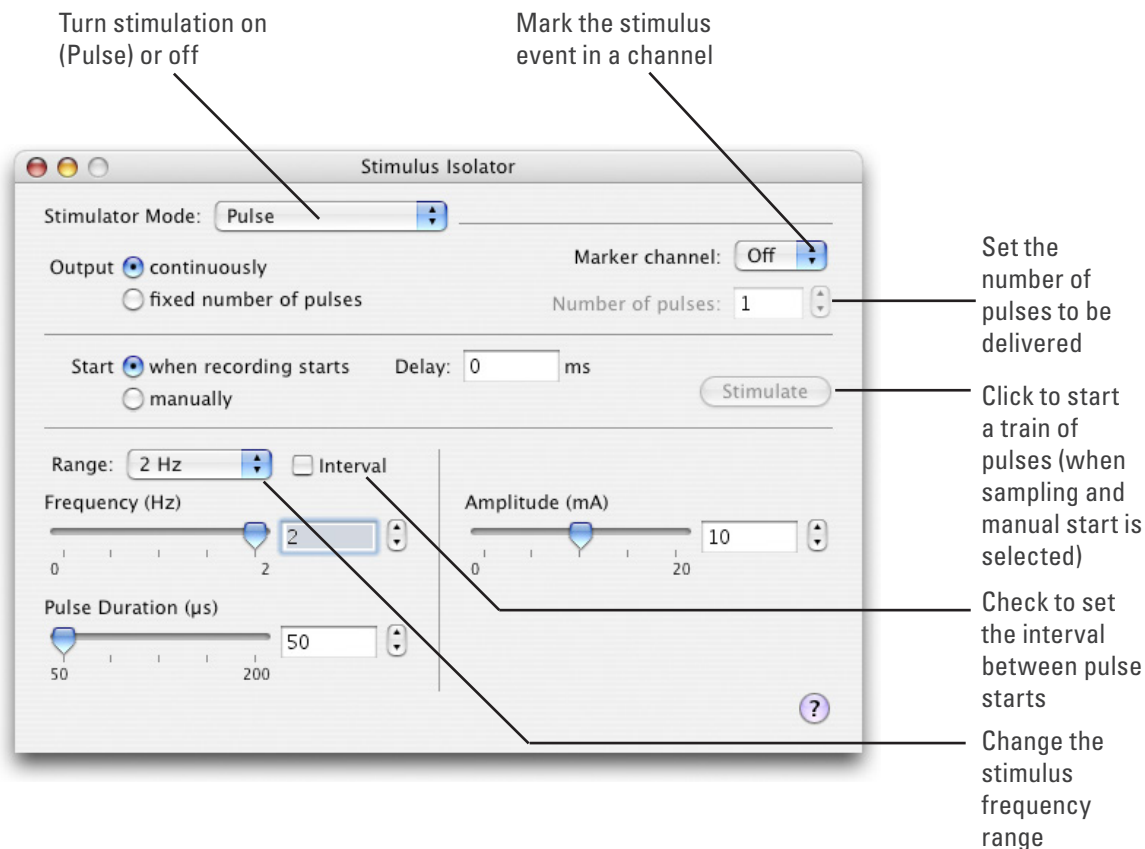 Turn stimulation on
(Pulse) or off
Mark the stimulus
event in a channel
Stimulus Isolator
Stimulator Mode: Pulse
Output continuously
fixed number of pulses
Marker channel: Off
Number of pulses: 1
Set the
number of
pulses to be
delivered
Start when recording starts Delay: 0 ms
manually
Stimulate
Click to start
a train of
pulses (when
sampling and
manual start is
selected)
Range: 2 Hz Interval
Frequency (Hz)
2
0 2
Amplitude (mA)
10
0 20
Pulse Duration (µs)
50
50 200
?
Check to set
the interval
between pulse
starts
Change the
stimulus
frequency
range